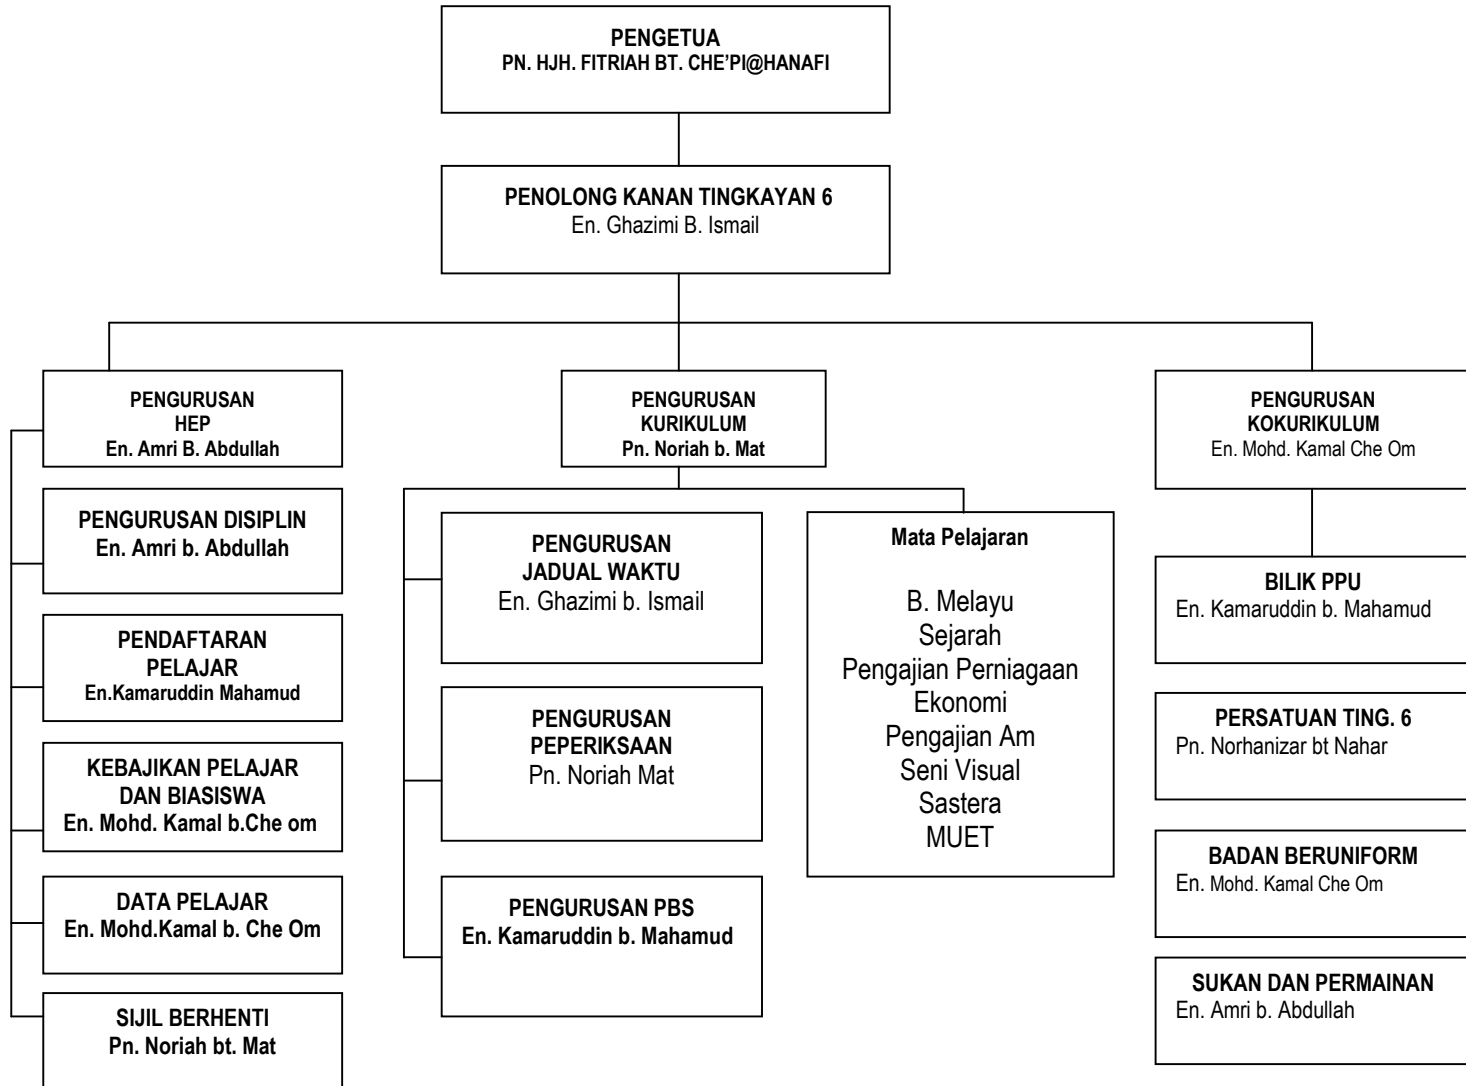 PENGETUA
PN. HJH. FITRIAH BT. CHE’PI@HANAFI
PENOLONG KANAN TINGKAYAN 6
En. Ghazimi B. Ismail
PENGURUSAN
HEP
En. Amri B. Abdullah
PENGURUSAN DISIPLIN
En. Amri b. Abdullah
PENDAFTARAN
PELAJAR
En.Kamaruddin Mahamud
KEBAJIKAN PELAJAR
DAN BIASISWA
En. Mohd. Kamal b.Che om
DATA PELAJAR
En. Mohd.Kamal b. Che Om
SIJIL BERHENTI
Pn. Noriah bt. Mat
PENGURUSAN
KURIKULUM
Pn. Noriah b. Mat
PENGURUSAN
JADUAL WAKTU
En. Ghazimi b. Ismail
PENGURUSAN
PEPERIKSAAN
Pn. Noriah Mat
PENGURUSAN PBS
En. Kamaruddin b. Mahamud
Mata Pelajaran
B. Melayu
Sejarah
Pengajian Perniagaan
Ekonomi
Pengajian Am
Seni Visual
Sastera
MUET
PENGURUSAN
KOKURIKULUM
En. Mohd. Kamal Che Om
BILIK PPU
En. Kamaruddin b. Mahamud
PERSATUAN TING. 6
Pn. Norhanizar bt Nahar
BADAN BERUNIFORM
En. Mohd. Kamal Che Om
SUKAN DAN PERMAINAN
En. Amri b. Abdullah